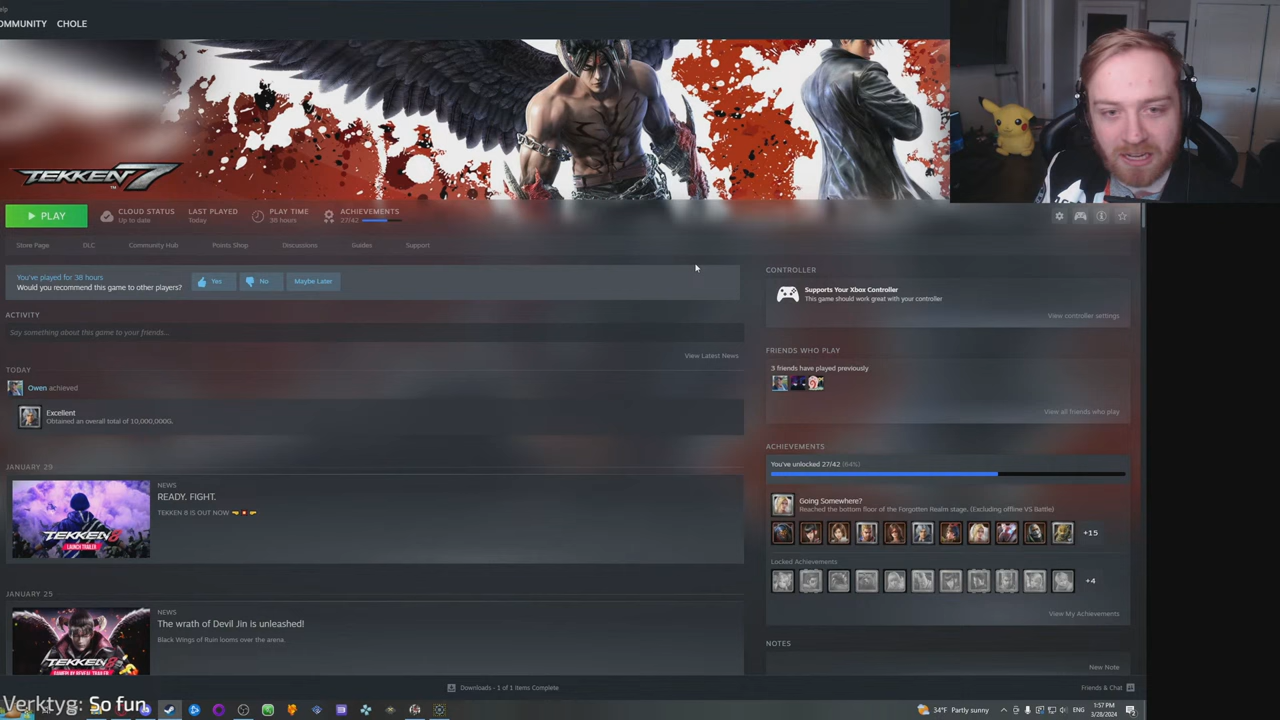 elp
OMMUNITY CHOLE
TEKKEN 7
PLAY
CLOUD STATUS
Up to date
LAST PLAYED
Today
PLAY TIME
38 hours
ACHIEVEMENTS
27/42
Store Page DLC Community Hub Points Shop Discussions Guides Support
You've played for 38 hours
Would you recommend this game to other players?
Yes
No
Maybe Later
ACTIVITY
Say something about this game to your friends...
View Latest News
TODAY
Owen achieved
Excellent
Obtained an overall total of 10,000,000G.
JANUARY 29
TEKKEN 8
LAUNCH TRAILER
NEWS
READY. FIGHT.
TEKKEN 8 IS OUT NOW
JANUARY 25
TEKKEN 8
NEWS
The wrath of Devil Jin is unleashed!
Black Wings of Ruin looms over the arena.
CONTROLLER
Supports Your Xbox Controller
This game should work great with your controller
View controller settings
FRIENDS WHO PLAY
3 friends have played previously
View all friends who play
ACHIEVEMENTS
You've unlocked 27/42 (64%)
Going Somewhere?
Reached the bottom floor of the Forgotten Realm stage. (Excluding offline VS Battle)
+15
Locked Achievements
+4
View My Achievements
NOTES
New Note
Downloads - 1 of 1 Items Complete
Friends & Chat
Verktyg: So fun
34°F Partly sunny
ENG
1:57 PM
3/28/2024